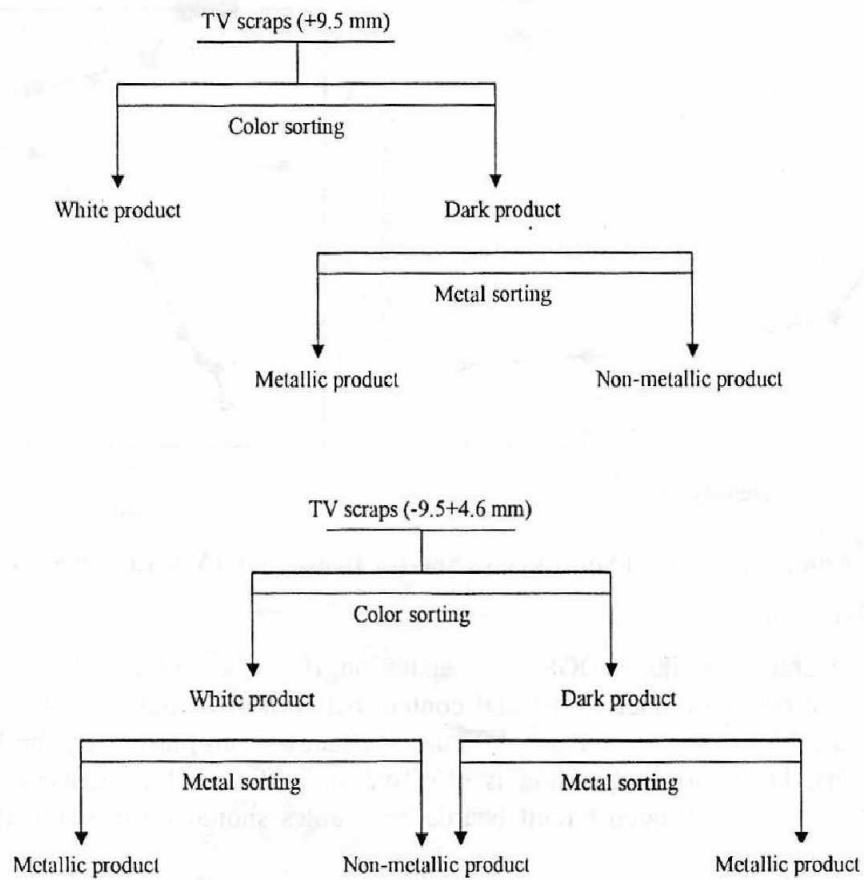 TV scraps (+9.5 mm)
Color sorting
White product
Dark product
Metal sorting
Metallic product
Non-metallic product
TV scraps (-9.5+4.6 mm)
Color sorting
White product
Dark product
Metal sorting
Metal sorting
Metallic product
Non-metallic product
Metallic product